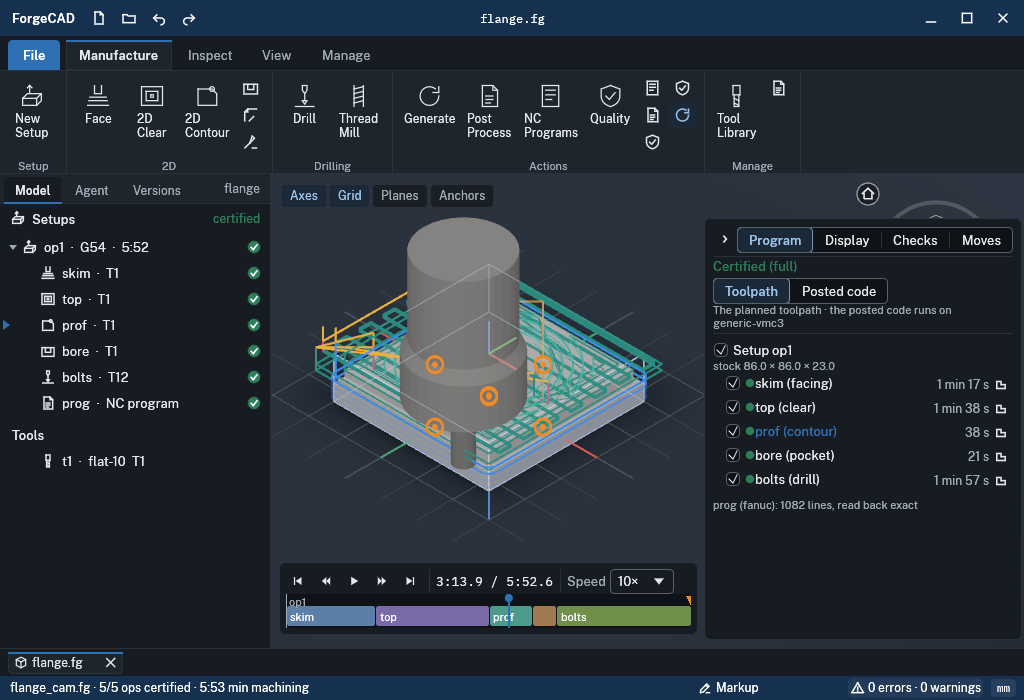 ForgeCAD
flange.fg
File
Manufacture
Inspect
View
Manage
New Setup
Face
2D Clear
2D Contour
Drill
Thread Mill
Generate
Post Process
NC Programs
Quality
Tool Library
Setup
2D
Drilling
Actions
Manage
Model
Agent
Versions
flange
Setups
certified
op1 · G54 · 5:52
skim · T1
top · T1
prof · T1
bore · T1
bolts · T12
prog · NC program
Tools
t1 · flat-10 T1
Axes
Grid
Planes
Anchors
Program
Display
Checks
Moves
Certified (full)
Toolpath
Posted code
The planned toolpath · the posted code runs on
generic-vmc3
Setup op1
stock 86.0 × 86.0 × 23.0
skim (facing) 1 min 17 s
top (clear) 1 min 38 s
prof (contour) 38 s
bore (pocket) 21 s
bolts (drill) 1 min 57 s
prog (fanuc): 1082 lines, read back exact
3:13.9 / 5:52.6
Speed
10×
op1
skim
top
prof
bolts
flange.fg
flange_cam.fg · 5/5 ops certified · 5:53 min machining
Markup
0 errors · 0 warnings
mm